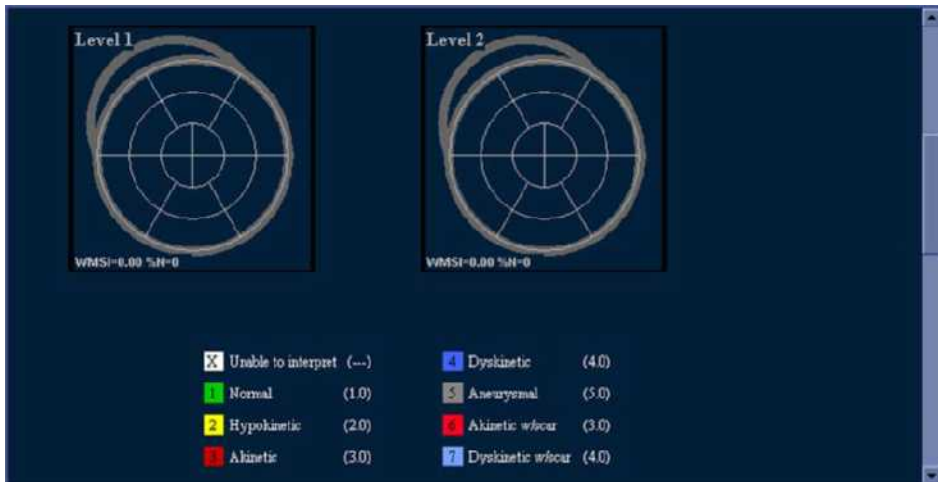 Level 1
Level 2
WMSI=0.00 %N=0
WMSI=0.00 %N=0
X Unable to interpret (---)
4 Dyskinetic (4.0)
1 Normal (1.0)
5 Aneurysmal (5.0)
2 Hypokinetic (2.0)
6 Akinetic w/scar (3.0)
3 Akinetic (3.0)
7 Dyskinetic w/scar (4.0)